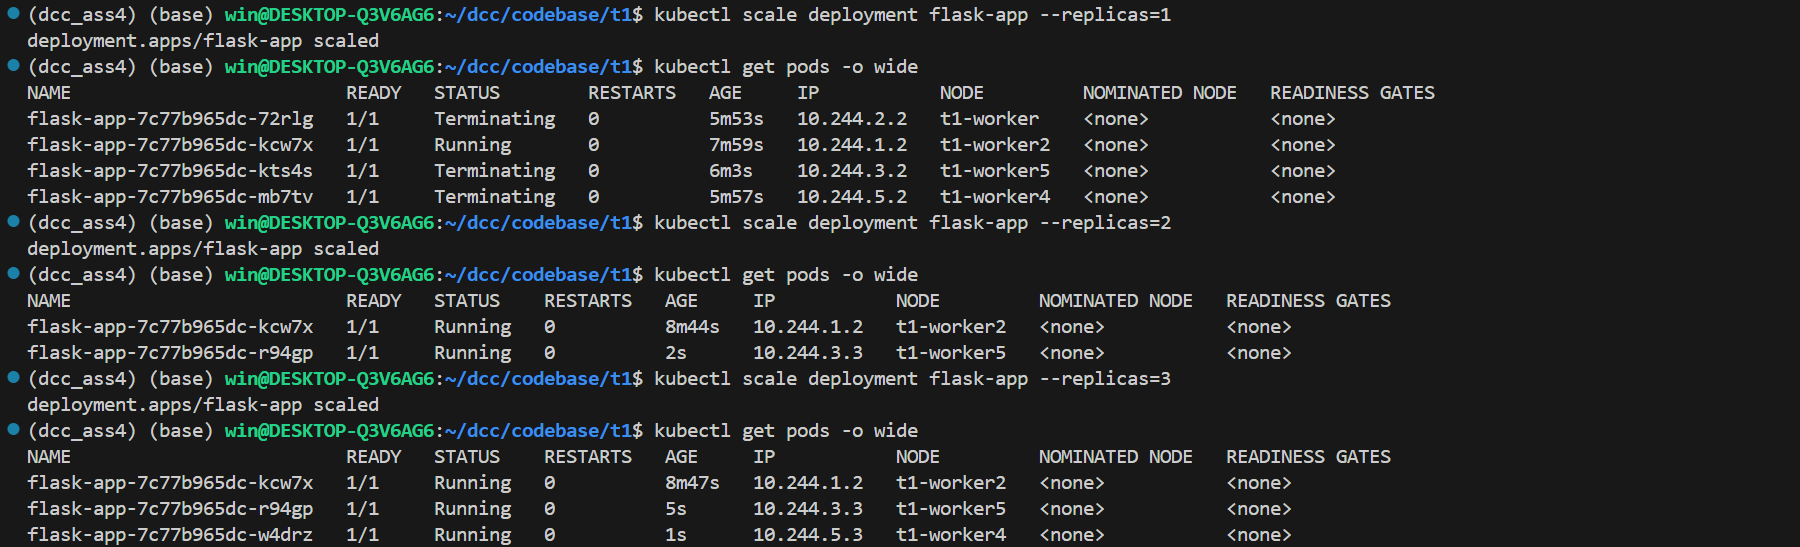 (dcc_ass4) (base) win@DESKTOP-Q3V6AG6:~/dcc/codebase/t1$ kubectl scale deployment flask-app --replicas=1
deployment.apps/flask-app scaled
(dcc_ass4) (base) win@DESKTOP-Q3V6AG6:~/dcc/codebase/t1$ kubectl get pods -o wide
NAME                         READY   STATUS        RESTARTS   AGE     IP           NODE         NOMINATED NODE   READINESS GATES
flask-app-7c77b965dc-72rlg   1/1     Terminating   0          5m53s   10.244.2.2   t1-worker    <none>           <none>
flask-app-7c77b965dc-kcw7x   1/1     Running       0          7m59s   10.244.1.2   t1-worker2   <none>           <none>
flask-app-7c77b965dc-kts4s   1/1     Terminating   0          6m3s    10.244.3.2   t1-worker5   <none>           <none>
flask-app-7c77b965dc-mb7tv   1/1     Terminating   0          5m57s   10.244.5.2   t1-worker4   <none>           <none>
(dcc_ass4) (base) win@DESKTOP-Q3V6AG6:~/dcc/codebase/t1$ kubectl scale deployment flask-app --replicas=2
deployment.apps/flask-app scaled
(dcc_ass4) (base) win@DESKTOP-Q3V6AG6:~/dcc/codebase/t1$ kubectl get pods -o wide
NAME                         READY   STATUS    RESTARTS   AGE     IP           NODE         NOMINATED NODE   READINESS GATES
flask-app-7c77b965dc-kcw7x   1/1     Running   0          8m44s   10.244.1.2   t1-worker2   <none>           <none>
flask-app-7c77b965dc-r94gp   1/1     Running   0          2s      10.244.3.3   t1-worker5   <none>           <none>
(dcc_ass4) (base) win@DESKTOP-Q3V6AG6:~/dcc/codebase/t1$ kubectl scale deployment flask-app --replicas=3
deployment.apps/flask-app scaled
(dcc_ass4) (base) win@DESKTOP-Q3V6AG6:~/dcc/codebase/t1$ kubectl get pods -o wide
NAME                         READY   STATUS    RESTARTS   AGE     IP           NODE         NOMINATED NODE   READINESS GATES
flask-app-7c77b965dc-kcw7x   1/1     Running   0          8m47s   10.244.1.2   t1-worker2   <none>           <none>
flask-app-7c77b965dc-r94gp   1/1     Running   0          5s      10.244.3.3   t1-worker5   <none>           <none>
flask-app-7c77b965dc-w4drz   1/1     Running   0          1s      10.244.5.3   t1-worker4   <none>           <none>